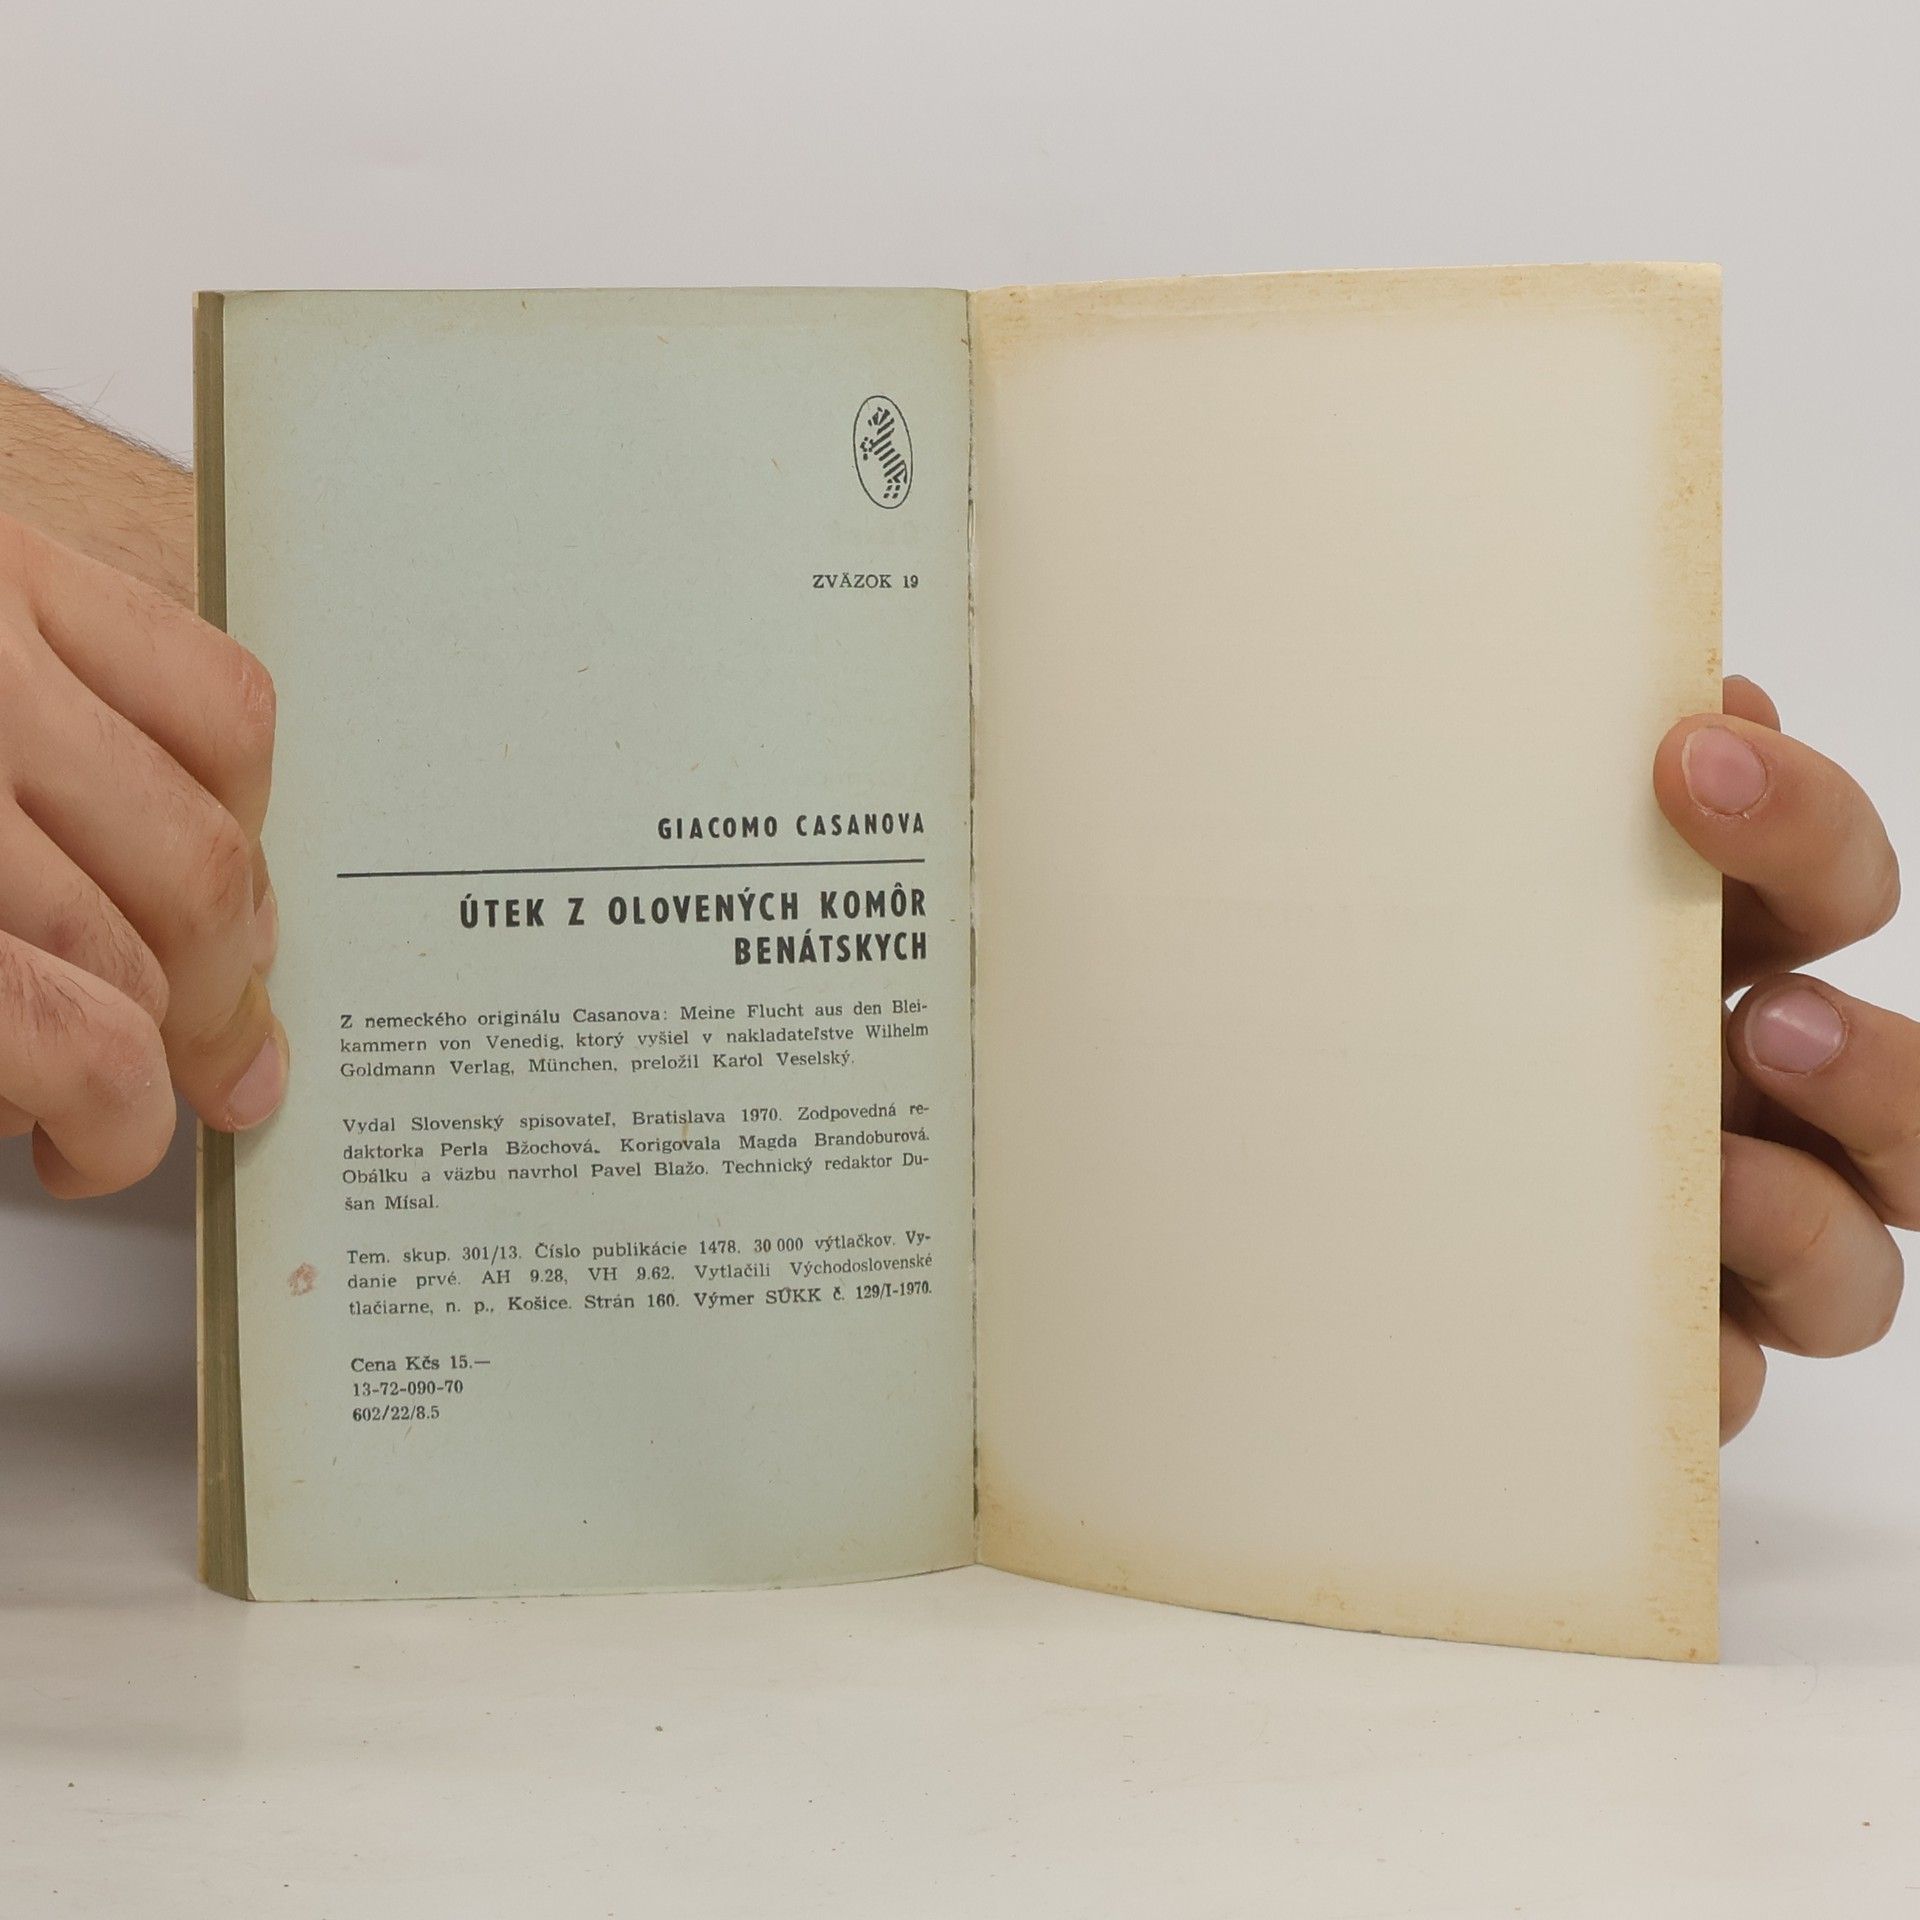 ZVÄZOK 19
GIACOMO CASANOVA
ÚTEK Z OLOVENÝCH KOMÔR
BENÁTSKYCH
Z nemeckého originálu Casanova: Meine Flucht aus den Blei-
kammern von Venedig, ktorý vyšiel v nakladateľstve Wilhelm
Goldmann Verlag, München, preložil Karol Veselský.
Vydal Slovenský spisovateľ, Bratislava 1970. Zodpovedná re-
daktorka Perla Bžochová. Korigovala Magda Brandoburová.
Obálku a väzbu navrhol Pavel Blažo. Technický redaktor Du-
šan Mísal.
Tem. skup. 301/13. Číslo publikácie 1478. 30 000 výtlačkov. Vy-
danie prvé. AH 9.28, VH 9.62. Vytlačili Východoslovenské
tlačiarne, n. p., Košice. Strán 160. Výmer SÚKK č. 129/I-1970.
Cena Kčs 15.—
13-72-090-70
602/22/8.5